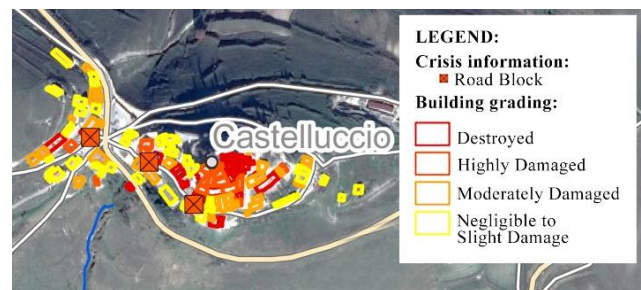 Castelluccio
LEGEND:
Crisis information:
Road Block
Building grading:
Destroyed
Highly Damaged
Moderately Damaged
Negligible to
Slight Damage